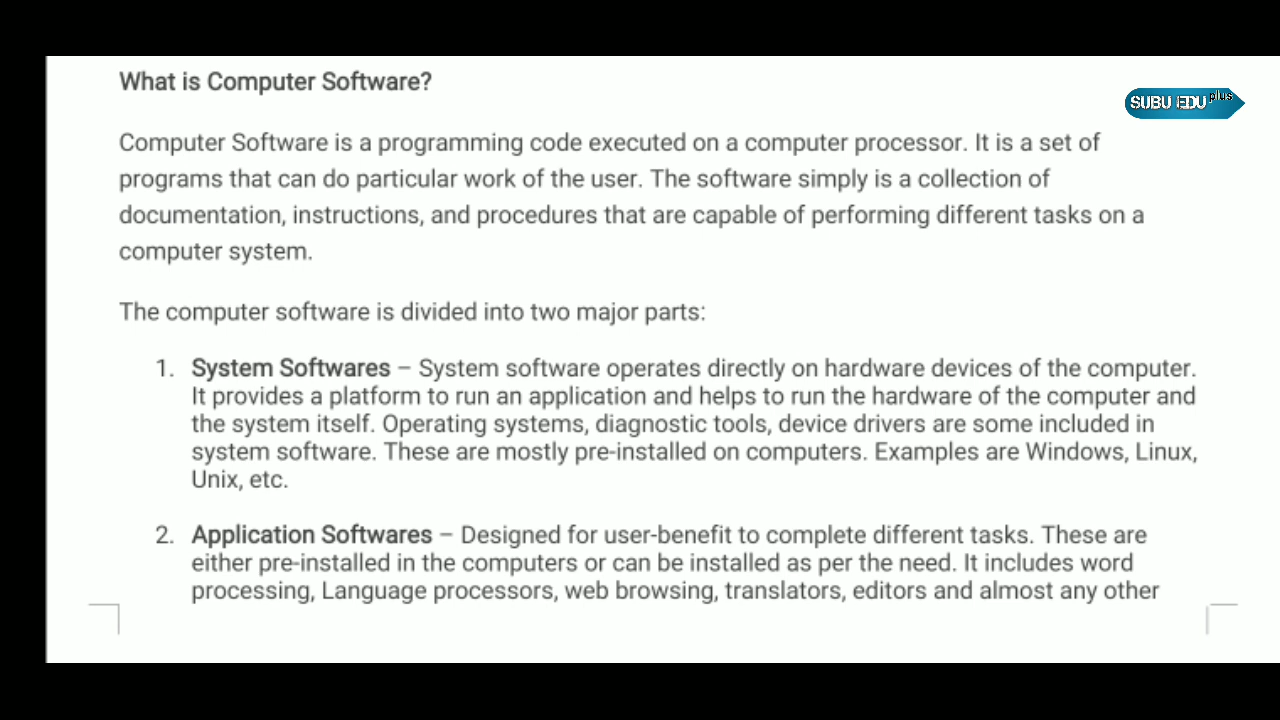 What is Computer Software?
SUBU EDU plus
Computer Software is a programming code executed on a computer processor. It is a set of
programs that can do particular work of the user. The software simply is a collection of
documentation, instructions, and procedures that are capable of performing different tasks on a
computer system.
The computer software is divided into two major parts:
1. System Softwares – System software operates directly on hardware devices of the computer.
It provides a platform to run an application and helps to run the hardware of the computer and
the system itself. Operating systems, diagnostic tools, device drivers are some included in
system software. These are mostly pre-installed on computers. Examples are Windows, Linux,
Unix, etc.
2. Application Softwares – Designed for user-benefit to complete different tasks. These are
either pre-installed in the computers or can be installed as per the need. It includes word
processing, Language processors, web browsing, translators, editors and almost any other